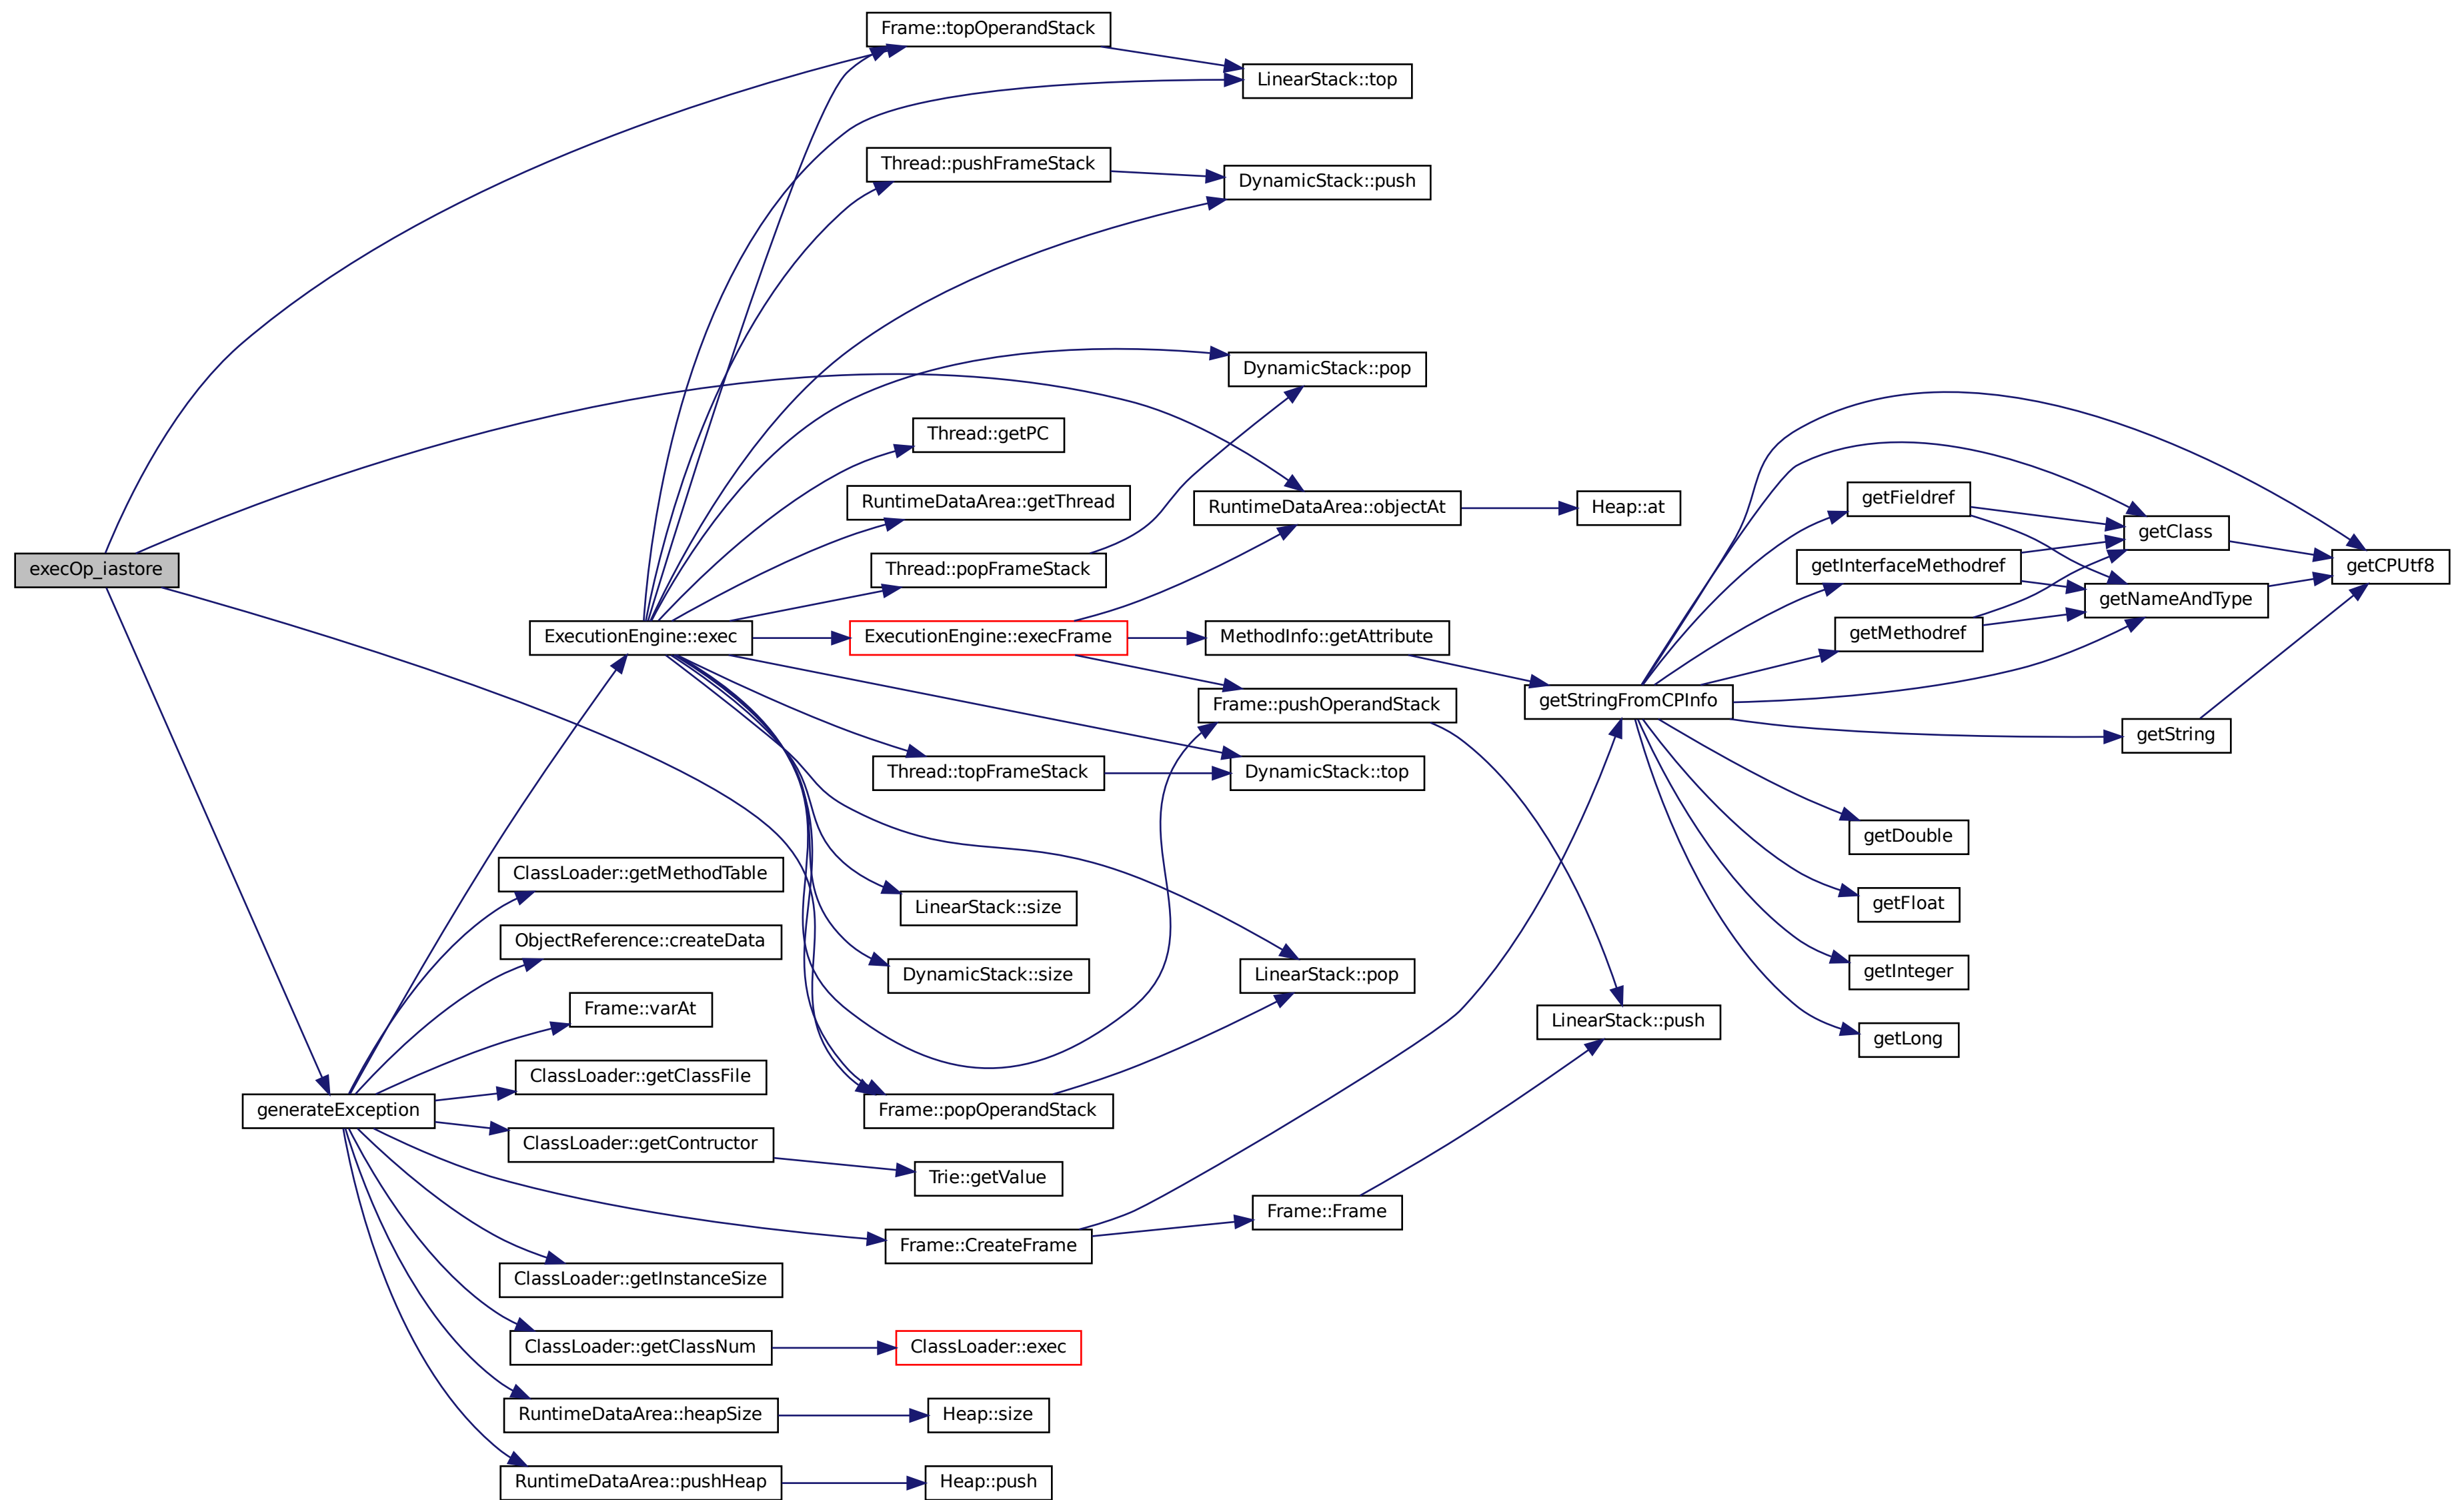 Frame::topOperandStack
LinearStack::top
Thread::pushFrameStack
DynamicStack::push
DynamicStack::pop
Thread::getPC
RuntimeDataArea::getThread
RuntimeDataArea::objectAt
Heap::at
getFieldref
getClass
execOp_iastore
Thread::popFrameStack
getInterfaceMethodref
getCPUtf8
getNameAndType
ExecutionEngine::exec
ExecutionEngine::execFrame
MethodInfo::getAttribute
getMethodref
Frame::pushOperandStack
getStringFromCPInfo
getString
Thread::topFrameStack
DynamicStack::top
getDouble
ClassLoader::getMethodTable
LinearStack::size
getFloat
ObjectReference::createData
DynamicStack::size
LinearStack::pop
getInteger
Frame::varAt
LinearStack::push
getLong
ClassLoader::getClassFile
generateException
Frame::popOperandStack
ClassLoader::getContructor
Trie::getValue
Frame::Frame
Frame::CreateFrame
ClassLoader::getInstanceSize
ClassLoader::getClassNum
ClassLoader::exec
RuntimeDataArea::heapSize
Heap::size
RuntimeDataArea::pushHeap
Heap::push